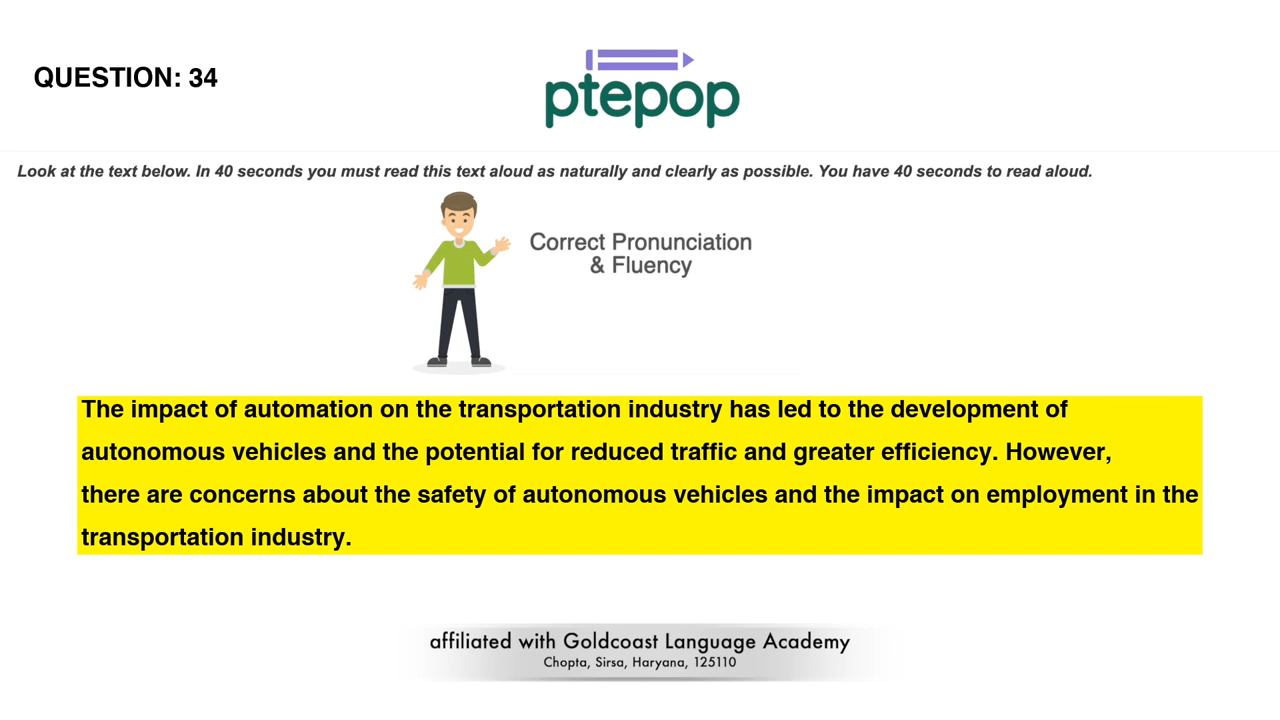 QUESTION: 34
ptepop
Look at the text below. In 40 seconds you must read this text aloud as naturally and clearly as possible. You have 40 seconds to read aloud.
Correct Pronunciation
& Fluency
The impact of automation on the transportation industry has led to the development of
autonomous vehicles and the potential for reduced traffic and greater efficiency. However,
there are concerns about the safety of autonomous vehicles and the impact on employment in the
transportation industry.
affiliated with Goldcoast Language Academy
Chopta, Sirsa, Haryana, 125110